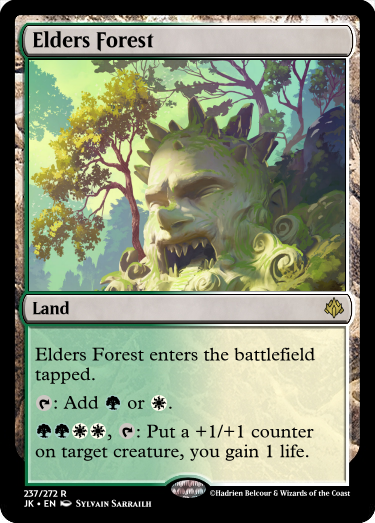 Elders Forest
Land
Elders Forest enters the battlefield
tapped.
: Add or .
, : Put a +1/+1 counter
on target creature, you gain 1 life.
237/272 R
JK • EN Sylvain Sarrailh
©Hadrien Belcour & Wizards of the Coast